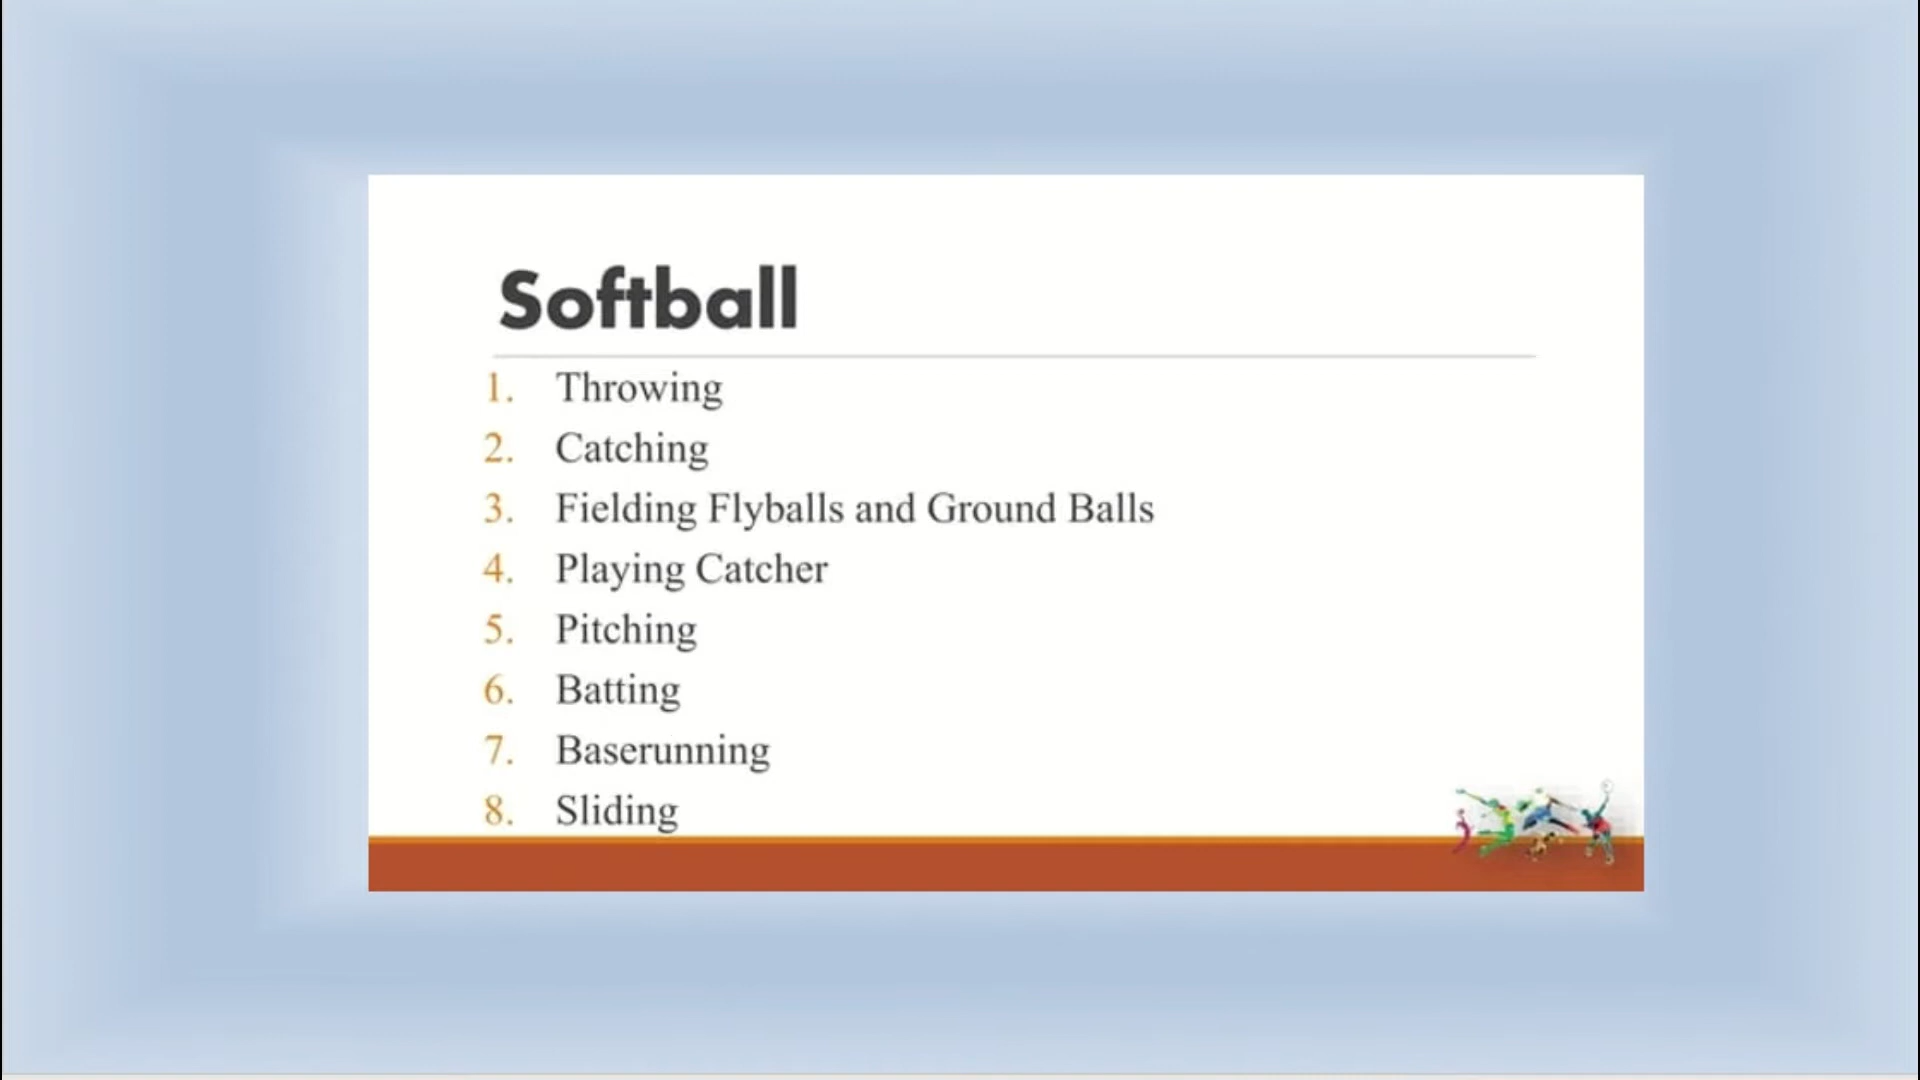 Softball
1. Throwing
2. Catching
3. Fielding Flyballs and Ground Balls
4. Playing Catcher
5. Pitching
6. Batting
7. Baserunning
8. Sliding